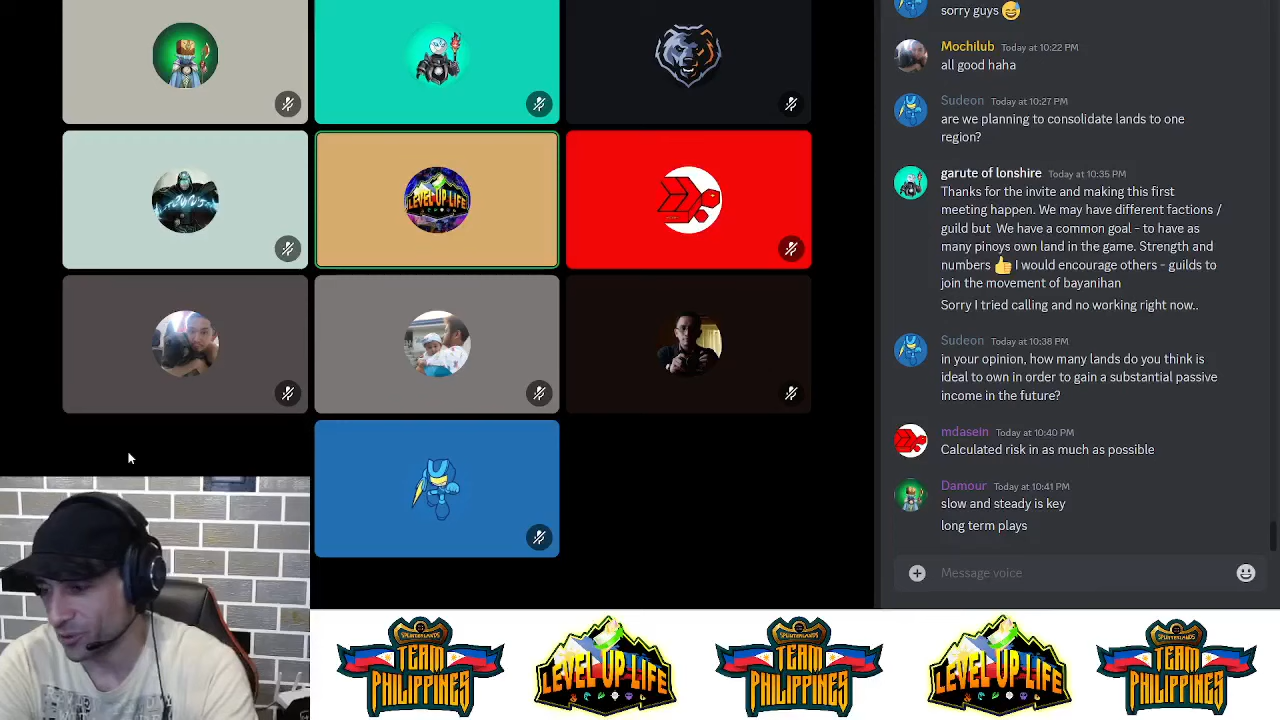 sorry guys 😅
Mochilub Today at 10:22 PM
all good haha
Sudeon Today at 10:27 PM
are we planning to consolidate lands to one
region?
garute of lonshire Today at 10:35 PM
Thanks for the invite and making this first
meeting happen. We may have different factions /
guild but We have a common goal - to have as
many pinoys own land in the game. Strength and
numbers 👍 I would encourage others - guilds to
join the movement of bayanihan
Sorry I tried calling and no working right now..
Sudeon Today at 10:38 PM
in your opinion, how many lands do you think is
ideal to own in order to gain a substantial passive
income in the future?
mdasein Today at 10:40 PM
Calculated risk in as much as possible
Damour Today at 10:41 PM
slow and steady is key
long term plays
Message voice
LEVEL UP LIFE
SPLINTERLANDS
TEAM
PHILIPPINES
LEVEL UP LIFE
SPLINTERLANDS
TEAM
PHILIPPINES
LEVEL UP LIFE
SPLINTERLANDS
TEAM
PHILIPPINES